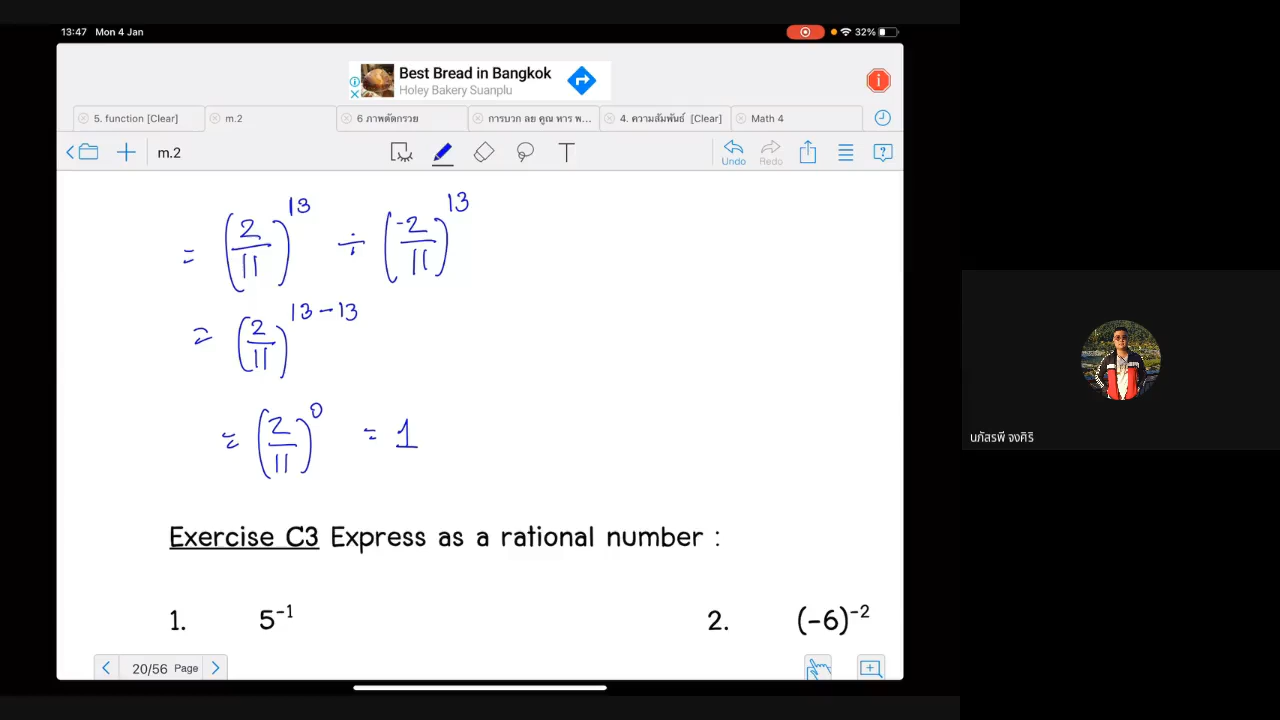 13:47 Mon 4 Jan 32%
Best Bread in Bangkok
Holey Bakery Suanplu
5. function [Clear] m.2 6 ภาพตัดกรวย การบวก ลย คูณ หาร พ... 4. ความสัมพันธ์ [Clear] Math 4
m.2 T Undo Redo
= (2/11)^13 ÷ (-2/11)^13
= (2/11)^13-13
= (2/11)^0 = 1
Exercise C3 Express as a rational number :
1. 5⁻¹ 2. (−6)⁻²
20/56 Page
นภัสรพี จงศิริ